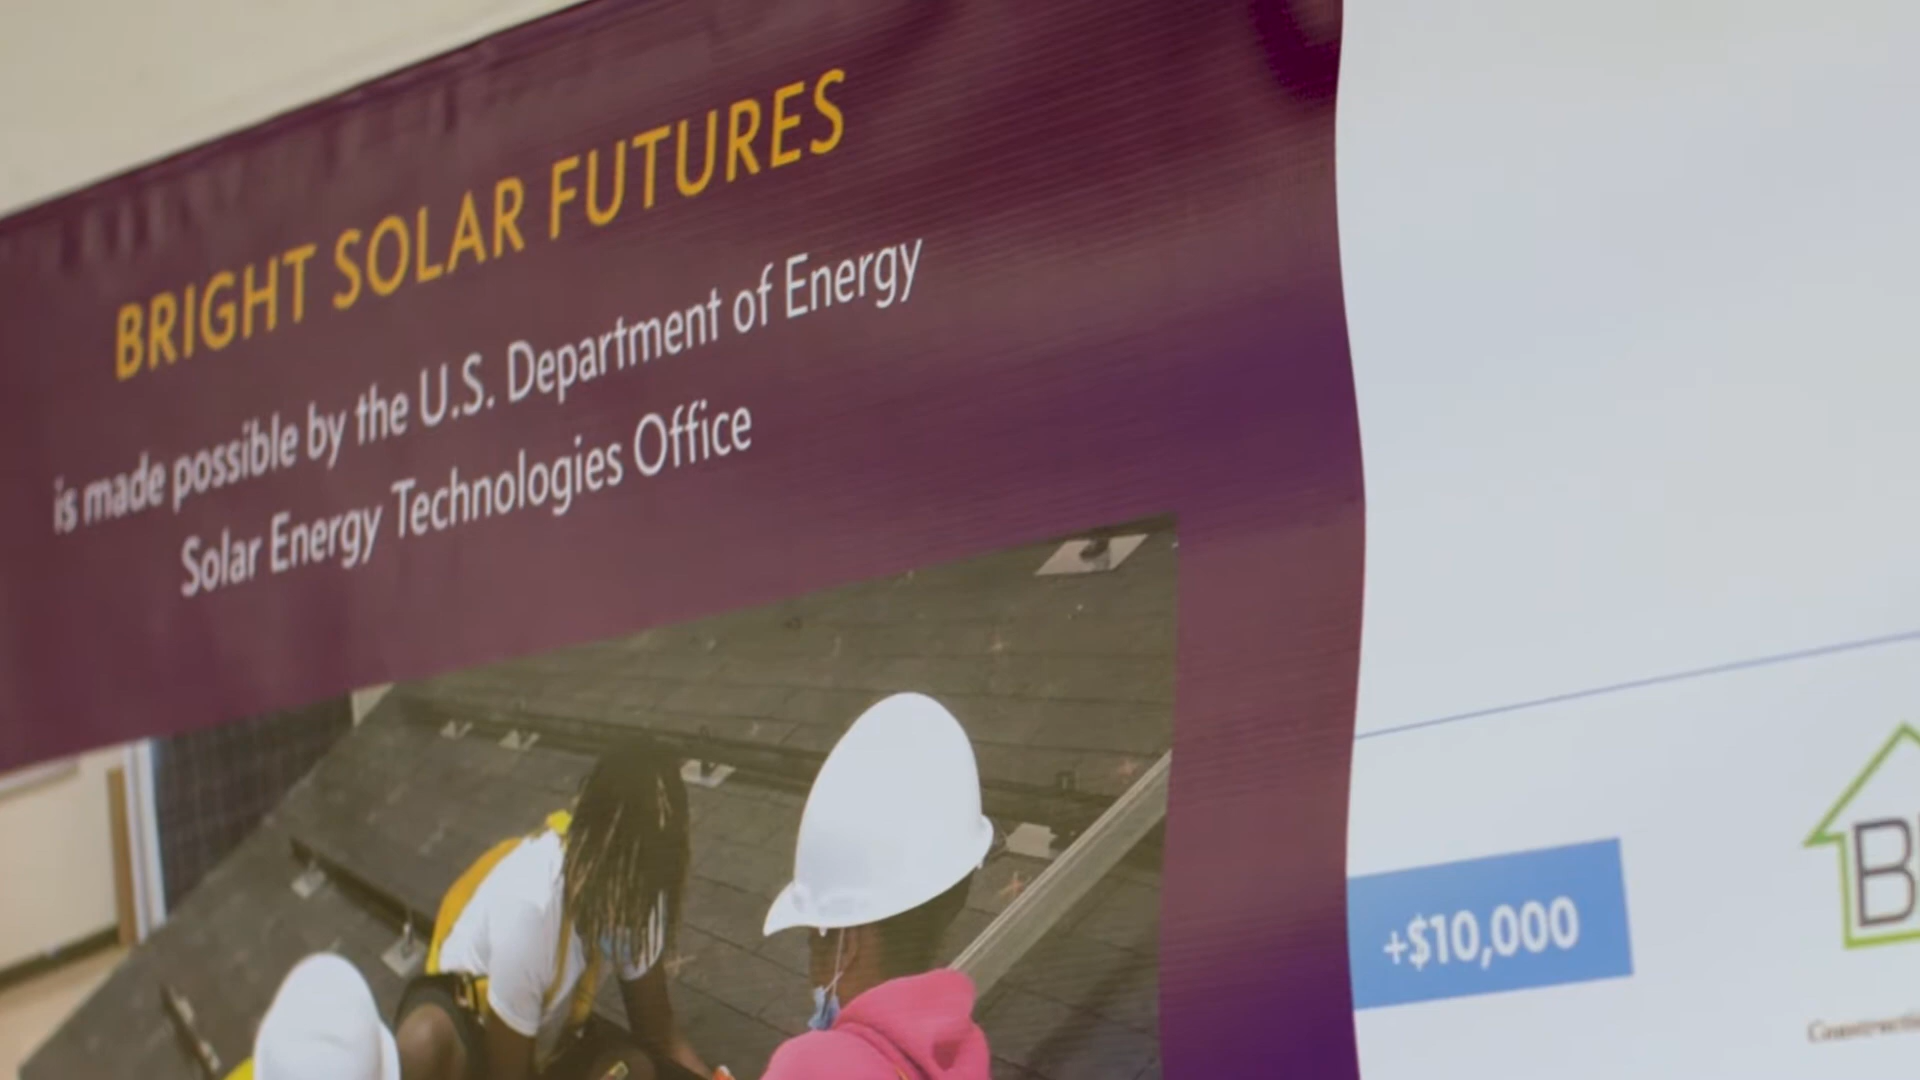 BRIGHT SOLAR FUTURES
is made possible by the U.S. Department of Energy
Solar Energy Technologies Office
+$10,000
B